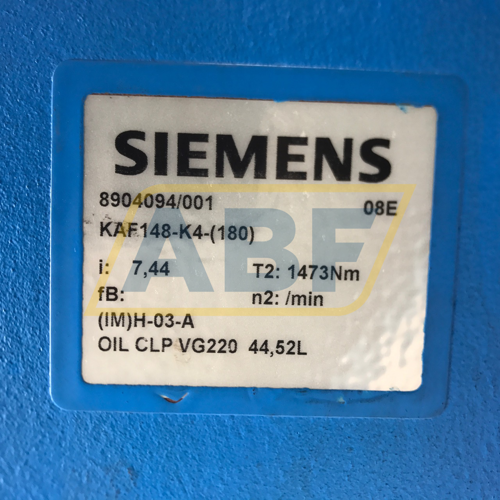 SIEMENS
8904094/001 08E
KAF148-K4-(180)
i: 7,44 T2: 1473Nm
fB: n2: /min
(IM)H-03-A
OIL CLP VG220 44,52L
ABF